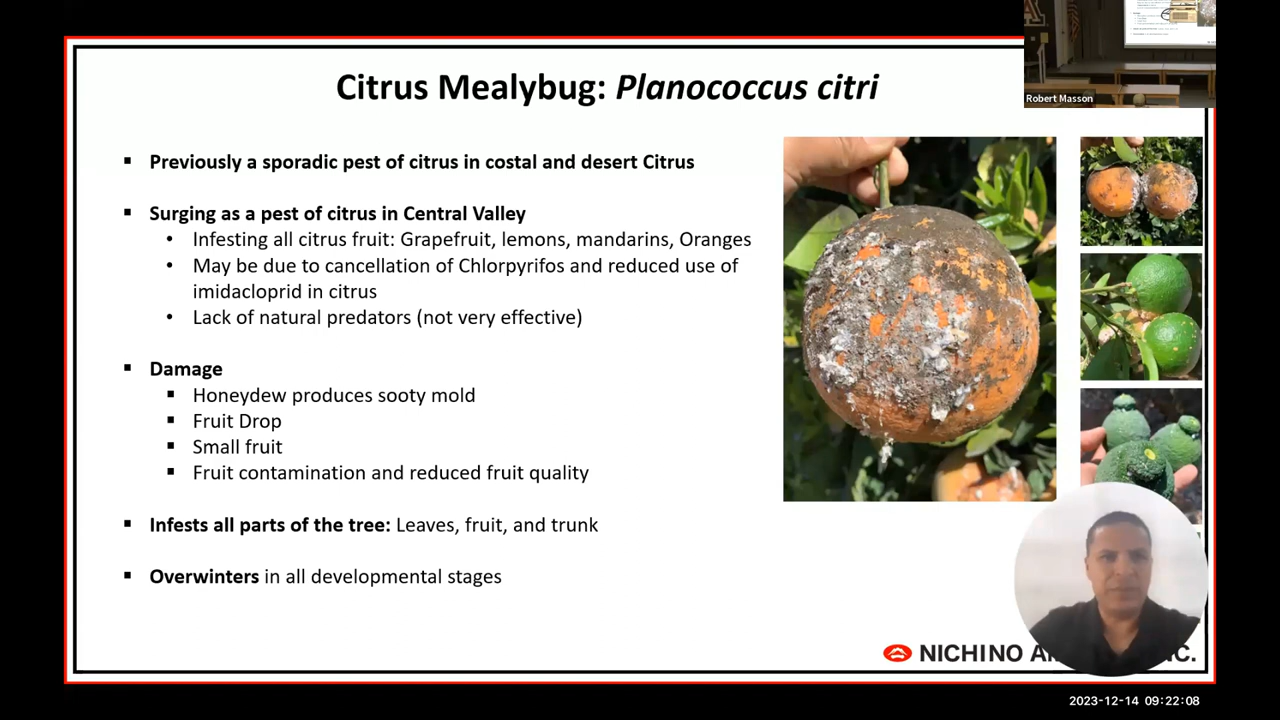 Citrus Mealybug: Planococcus citri
Robert Masson
▪ Previously a sporadic pest of citrus in costal and desert Citrus
▪ Surging as a pest of citrus in Central Valley
• Infesting all citrus fruit: Grapefruit, lemons, mandarins, Oranges
• May be due to cancellation of Chlorpyrifos and reduced use of
imidacloprid in citrus
• Lack of natural predators (not very effective)
▪ Damage
▪ Honeydew produces sooty mold
▪ Fruit Drop
▪ Small fruit
▪ Fruit contamination and reduced fruit quality
▪ Infests all parts of the tree: Leaves, fruit, and trunk
▪ Overwinters in all developmental stages
NICHINO
2023-12-14 09:22:08